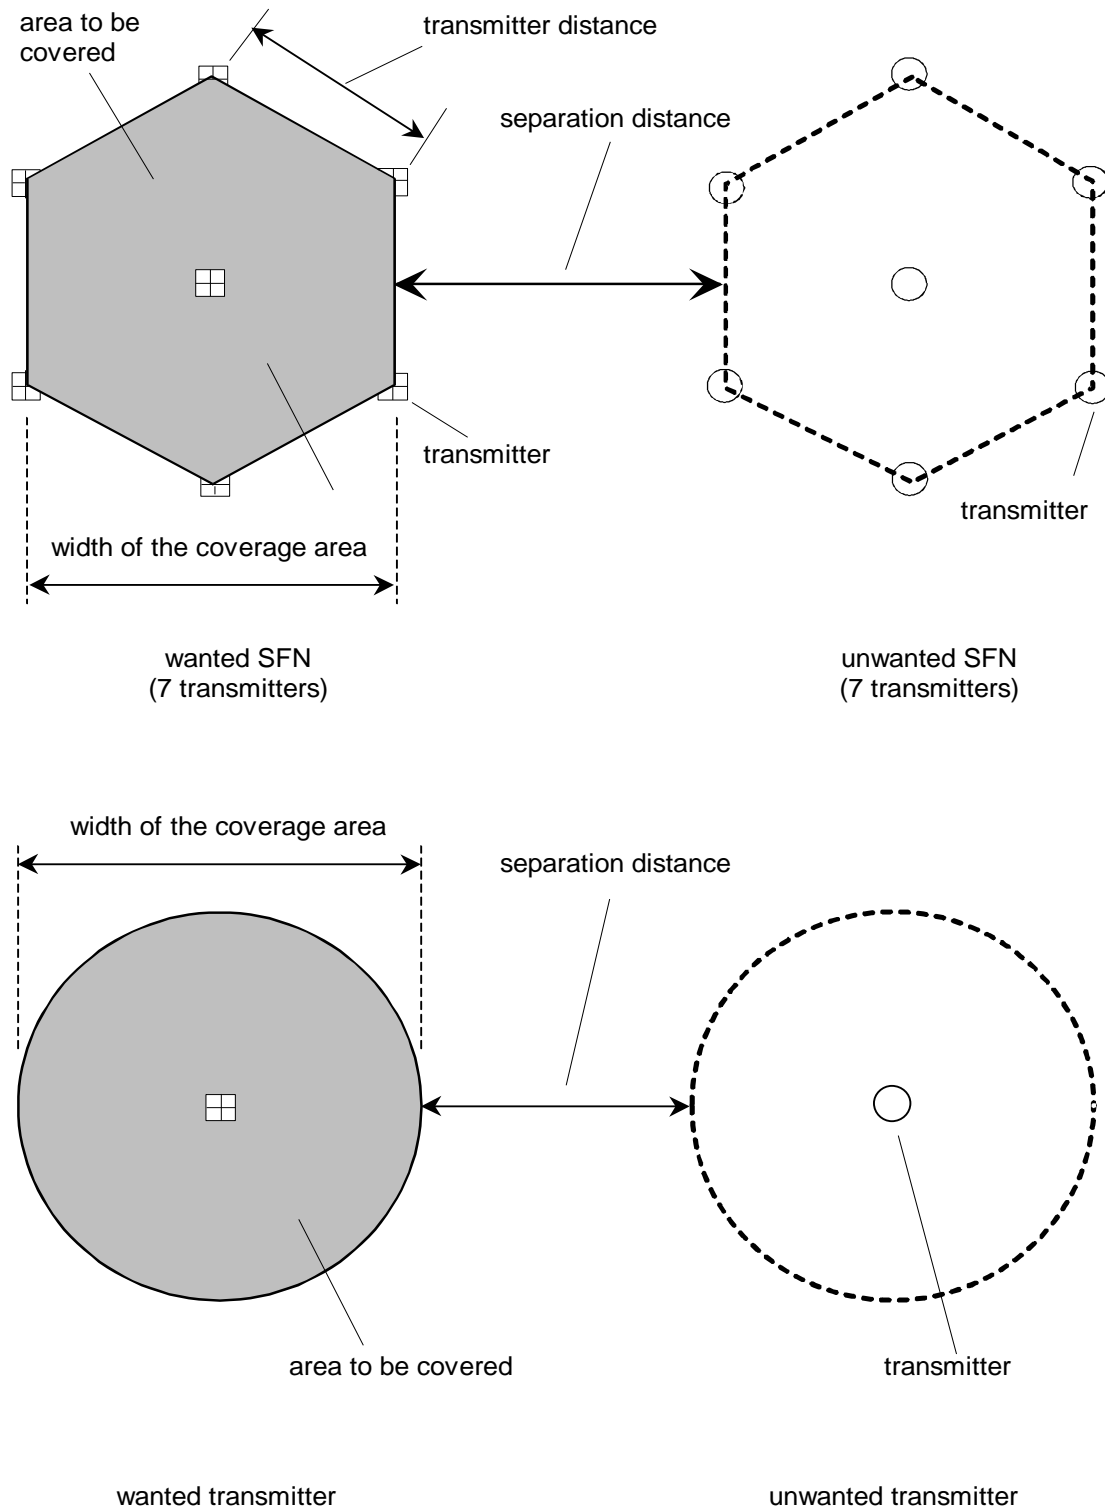 area to be
covered
transmitter distance
separation distance
transmitter
transmitter
width of the coverage area
wanted SFN
(7 transmitters)
unwanted SFN
(7 transmitters)
width of the coverage area
separation distance
area to be covered
transmitter
wanted transmitter
unwanted transmitter